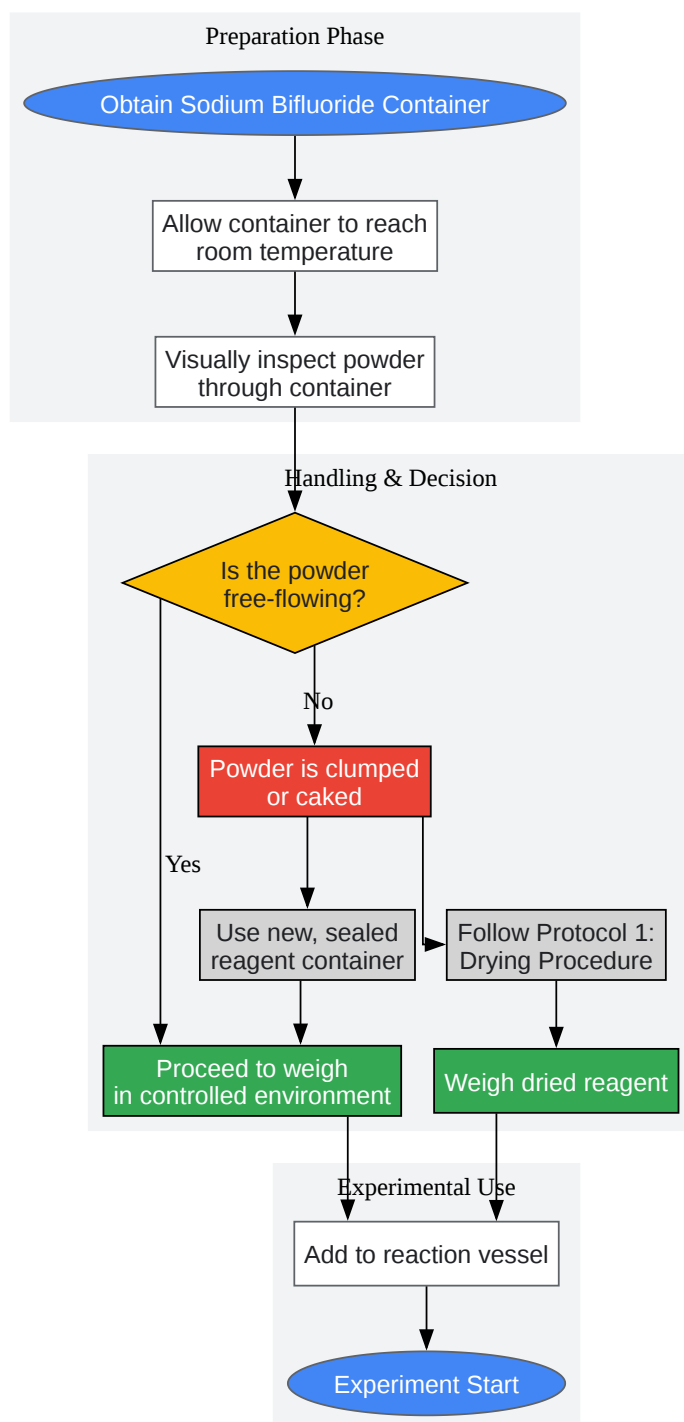 Preparation Phase
Obtain Sodium Bifluoride Container
Allow container to reach
room temperature
Visually inspect powder
through container
Handling & Decision
Is the powder
free-flowing?
No
Powder is clumped
or caked
Yes
Use new, sealed
reagent container
Follow Protocol 1:
Drying Procedure
Proceed to weigh
in controlled environment
Weigh dried reagent
Experimental Use
Add to reaction vessel
Experiment Start